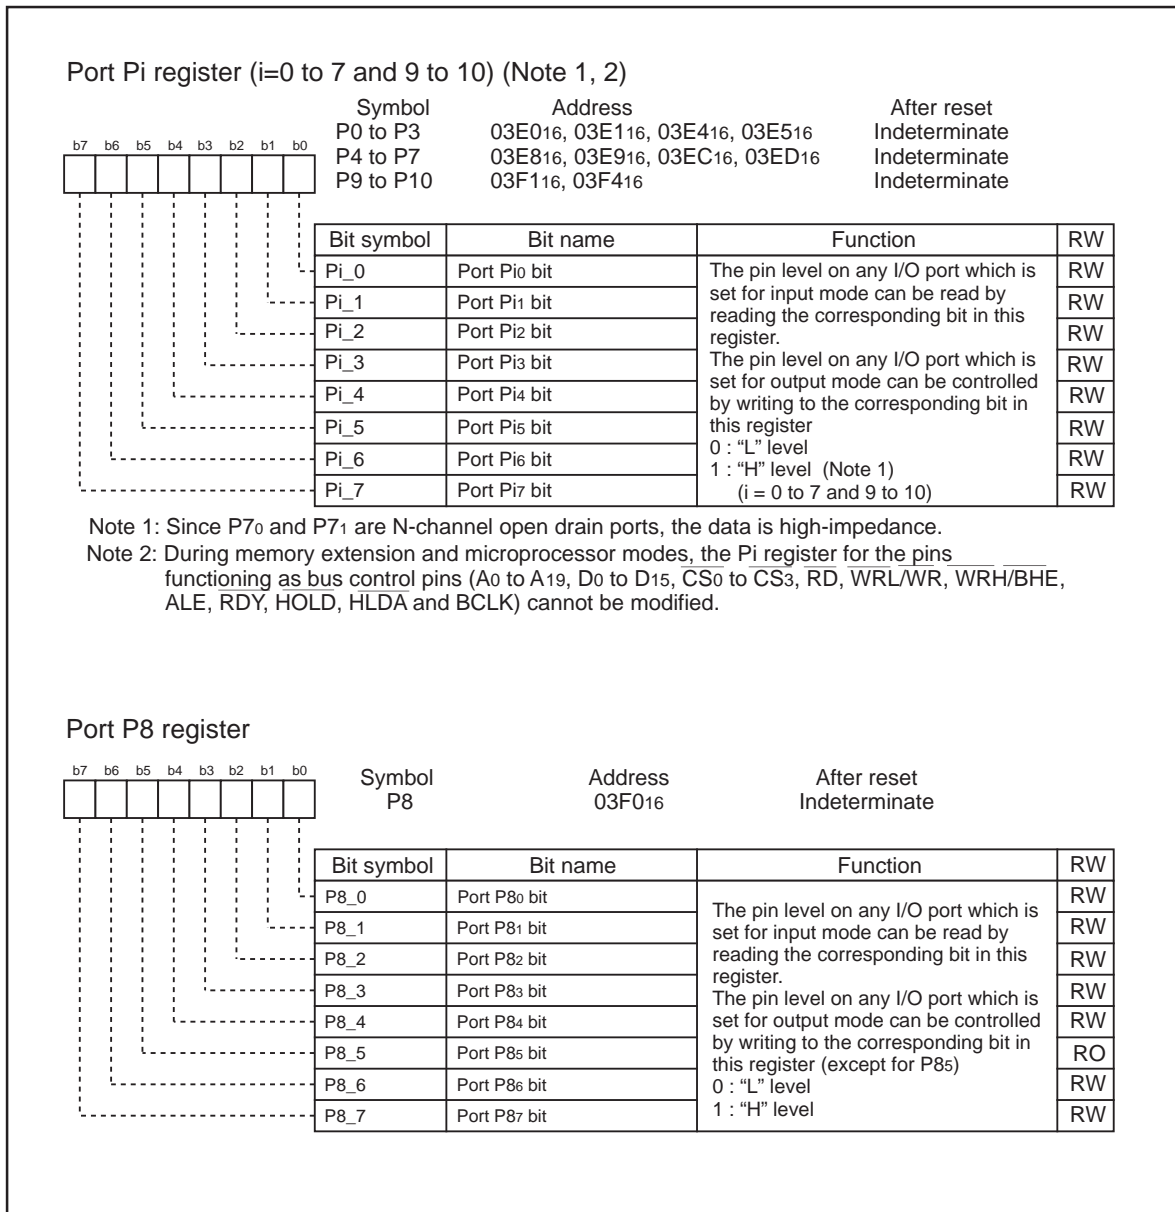 Port Pi register (i=0 to 7 and 9 to 10) (Note 1, 2)
Symbol Address After reset
P0 to P3 03E016, 03E116, 03E416, 03E516 Indeterminate
P4 to P7 03E816, 03E916, 03EC16, 03ED16 Indeterminate
P9 to P10 03F116, 03F416 Indeterminate
b7 b6 b5 b4 b3 b2 b1 b0
Bit symbol Bit name Function RW
Pi_0 Port Pi0 bit RW
Pi_1 Port Pi1 bit RW
Pi_2 Port Pi2 bit RW
Pi_3 Port Pi3 bit RW
Pi_4 Port Pi4 bit RW
Pi_5 Port Pi5 bit RW
Pi_6 Port Pi6 bit RW
Pi_7 Port Pi7 bit RW
The pin level on any I/O port which is
set for input mode can be read by
reading the corresponding bit in this
register.
The pin level on any I/O port which is
set for output mode can be controlled
by writing to the corresponding bit in
this register
0 : “L” level
1 : “H” level (Note 1)
(i = 0 to 7 and 9 to 10)
Note 1: Since P70 and P71 are N-channel open drain ports, the data is high-impedance.
Note 2: During memory extension and microprocessor modes, the Pi register for the pins
functioning as bus control pins (A0 to A19, D0 to D15, CS0 to CS3, RD, WRL/WR, WRH/BHE,
ALE, RDY, HOLD, HLDA and BCLK) cannot be modified.
Port P8 register
b7 b6 b5 b4 b3 b2 b1 b0
Symbol Address After reset
P8 03F016 Indeterminate
Bit symbol Bit name Function RW
P8_0 Port P80 bit RW
P8_1 Port P81 bit RW
P8_2 Port P82 bit RW
P8_3 Port P83 bit RW
P8_4 Port P84 bit RW
P8_5 Port P85 bit RO
P8_6 Port P86 bit RW
P8_7 Port P87 bit RW
The pin level on any I/O port which is
set for input mode can be read by
reading the corresponding bit in this
register.
The pin level on any I/O port which is
set for output mode can be controlled
by writing to the corresponding bit in
this register (except for P85)
0 : “L” level
1 : “H” level